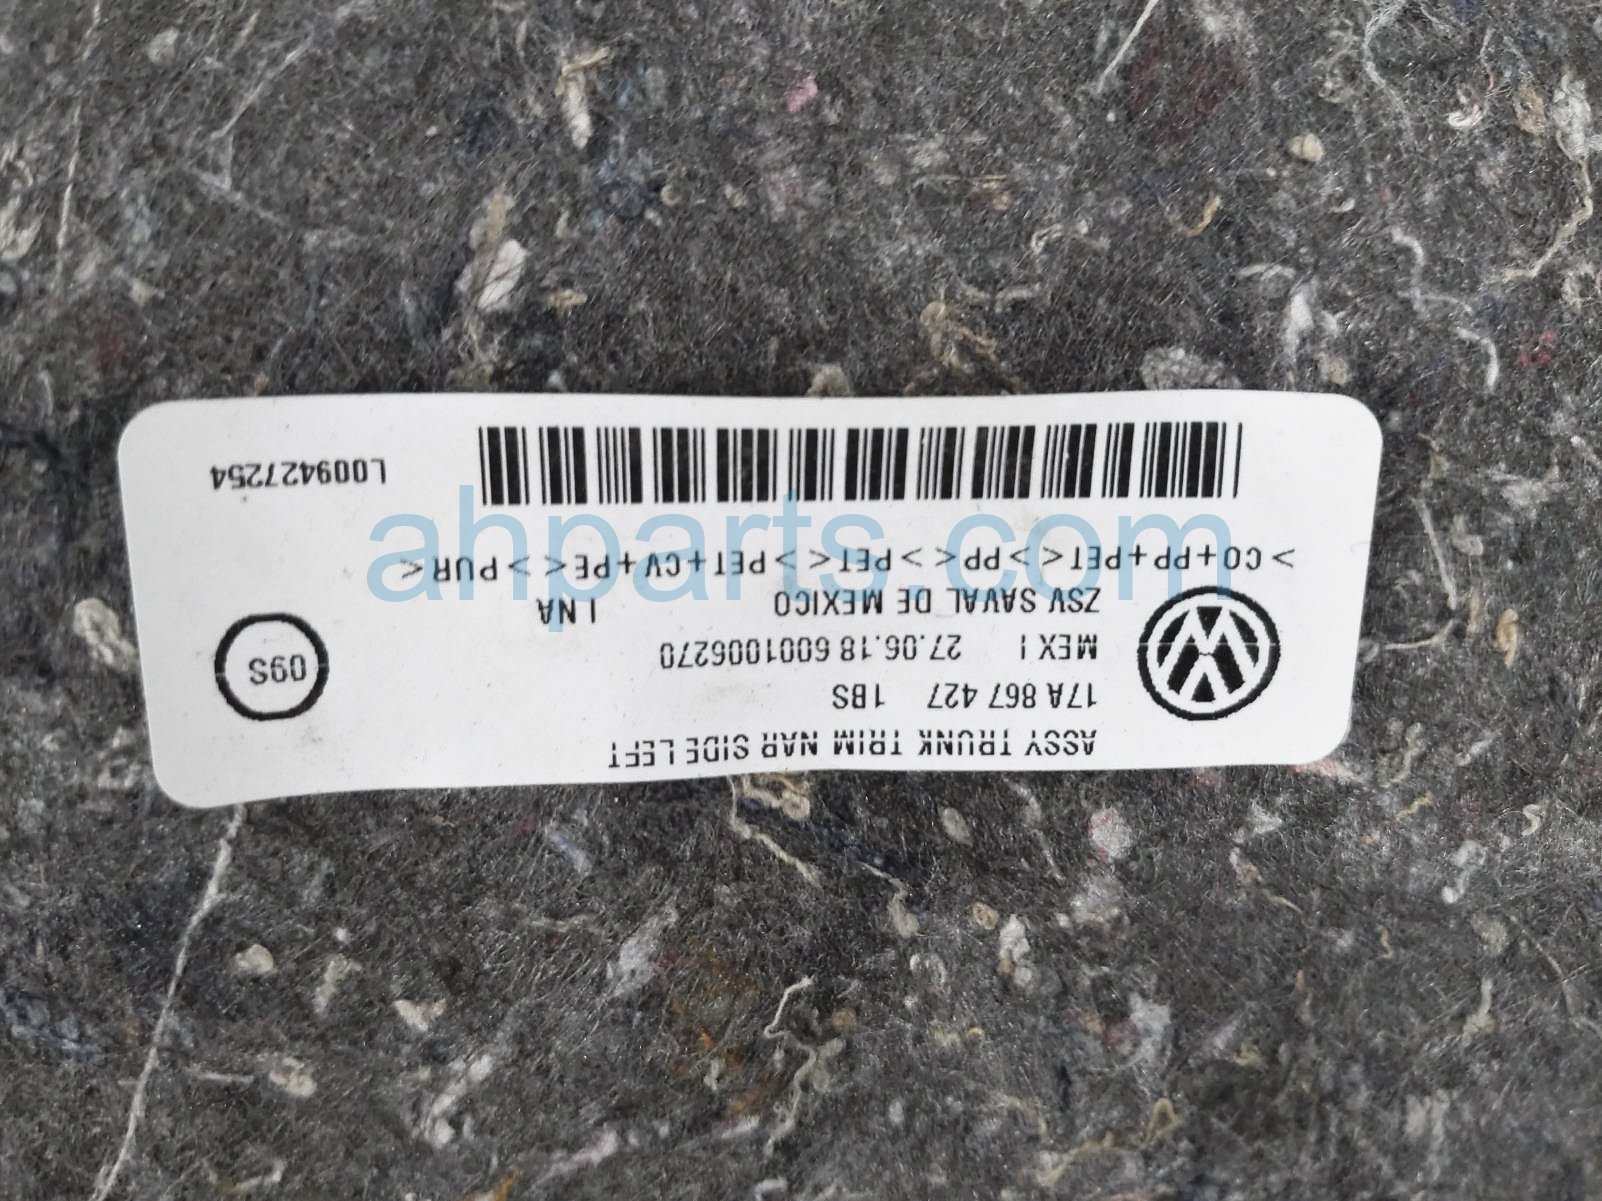 ASSY TRUNK TRIM NAR SIDE LEFT
17A 867 427 1BS
MEX I 27.06.18 6001006270
ZSV SAVAL DE MEXICO INA
>CO+PP+PET< >PP< >PET< >PET+CV+PE< >PUR<
L009427254
09S
ahparts.com